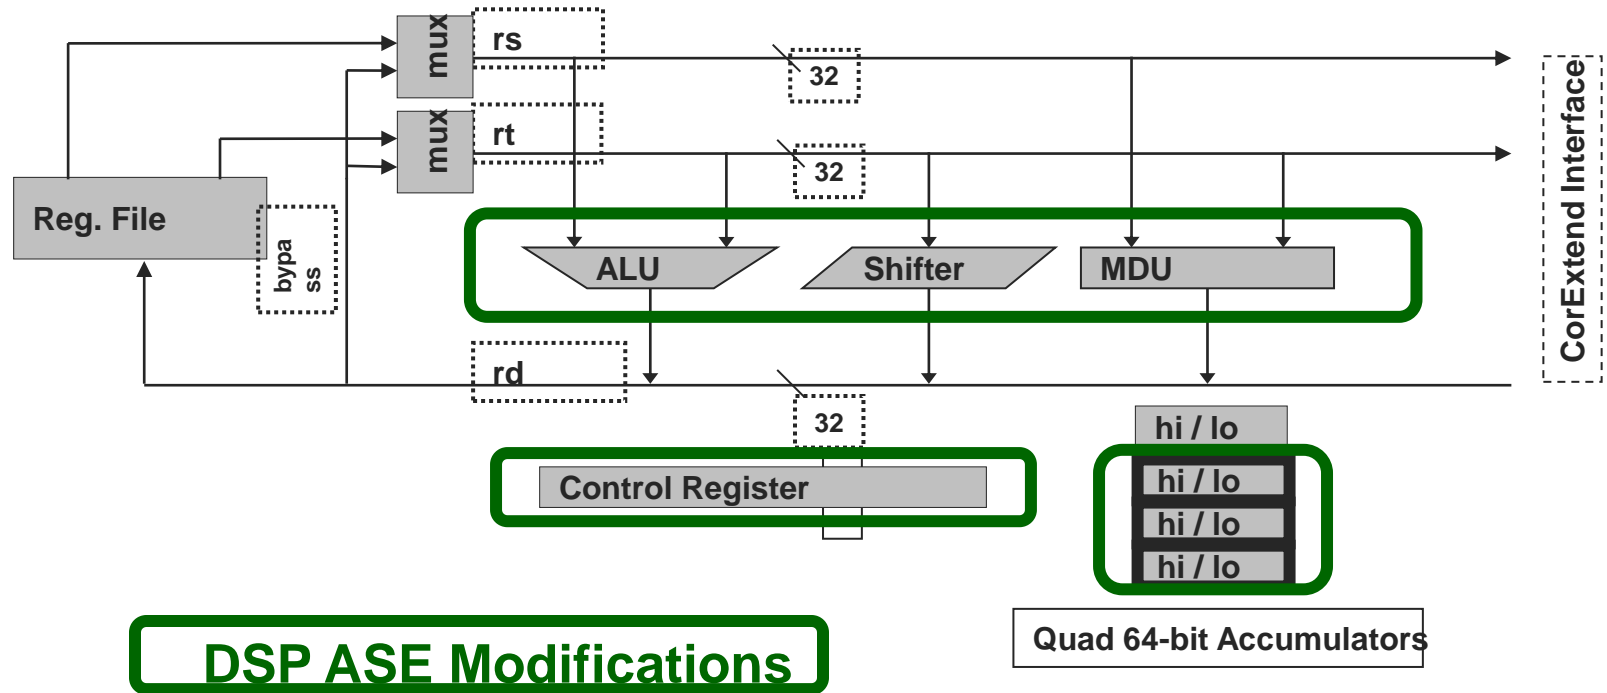 mux
rs
32
mux
rt
32
Reg. File
bypa
ss
ALU
Shifter
MDU
CorExtend Interface
rd
32
hi / lo
Control Register
hi / lo
hi / lo
hi / lo
Quad 64-bit Accumulators
DSP ASE Modifications